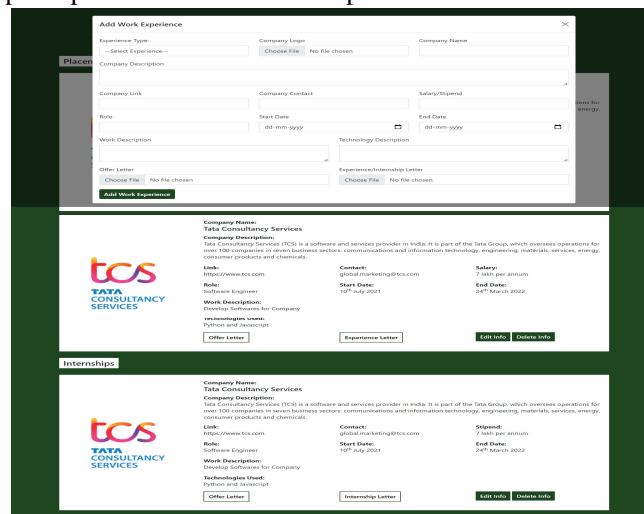 Add Work Experience ×
Experience Type: Company Logo Company Name
--Select Experience-- Choose File No file chosen
Company Description
Company Link Company Contact Salary/Stipend
Role Start Date End Date
dd-mm-yyyy dd-mm-yyyy
Work Description Technology Description
Offer Letter Experience/Internship Letter
Choose File No file chosen Choose File No file chosen
Add Work Experience
Placem
ons for
energy,
Company Name:
Tata Consultancy Services
Company Description:
Tata Consultancy Services (TCS) is a software and services provider in India. It is part of the Tata Group, which oversees operations for
over 100 companies in seven business sectors: communications and information technology, engineering, materials, services, energy,
consumer products and chemicals.
tcs
TATA
CONSULTANCY
SERVICES
Link: Contact: Salary:
https://www.tcs.com global.marketing@tcs.com 7 lakh per annum
Role: Start Date: End Date:
Software Engineer 10th July 2021 24th March 2022
Work Description:
Develop Softwares for Company
Technologies Used:
Python and Javascript
Offer Letter Experience Letter Edit Info Delete Info
Internships
Company Name:
Tata Consultancy Services
Company Description:
Tata Consultancy Services (TCS) is a software and services provider in India. It is part of the Tata Group, which oversees operations for
over 100 companies in seven business sectors: communications and information technology, engineering, materials, services, energy,
consumer products and chemicals.
tcs
TATA
CONSULTANCY
SERVICES
Link: Contact: Stipend:
https://www.tcs.com global.marketing@tcs.com 7 lakh per annum
Role: Start Date: End Date:
Software Engineer 10th July 2021 24th March 2022
Work Description:
Develop Softwares for Company
Technologies Used:
Python and Javascript
Offer Letter Internship Letter Edit Info Delete Info